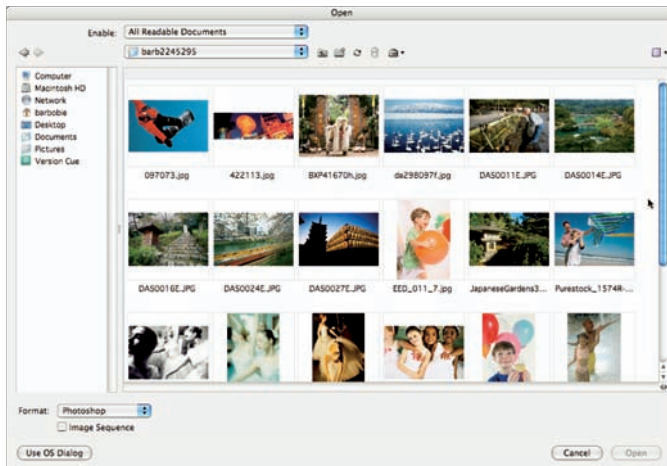 Open
Enable: All Readable Documents
barb2245295
Computer
Macintosh HD
Network
barbobie
Desktop
Documents
Pictures
Version Cue
097073.jpg 422113.jpg BXP41670h.jpg da298097f.jpg DAS0011E.JPG DAS0014E.JPG
DAS0016E.JPG DAS0024E.JPG DAS0027E.JPG EED_011_7.jpg JapaneseGardens3... Purestock_1574R-...
Format: Photoshop
Image Sequence
Use OS Dialog Cancel Open